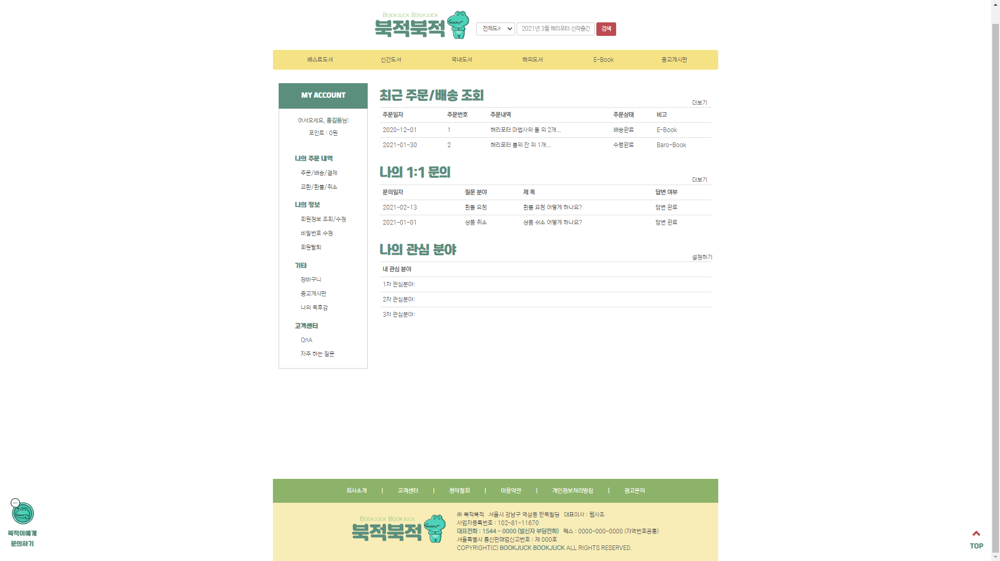 BOOKJUCK BOOKJUCK
북적북적
전체도서 2021년 3월 해리포터 신작출간 검색
베스트도서 신간도서 국내도서 해외도서 E-Book 중고게시판
MY ACCOUNT
어서오세요, 홍길동님!
포인트 : 0원
나의 주문 내역
주문/배송/결제
교환/환불/취소
나의 정보
회원정보 조회/수정
비밀번호 수정
회원탈퇴
기타
장바구니
중고게시판
나의 독후감
고객센터
QnA
자주 하는 질문
최근 주문/배송 조회
더보기
주문일자 주문번호 주문내역 주문상태 비고
2020-12-01 1 해리포터 마법사의 돌 외 2개... 배송완료 E-Book
2021-01-30 2 해리포터 불의 잔 외 1개... 수령완료 Baro-Book
나의 1:1 문의
더보기
문의일자 질문 분야 제 목 답변 여부
2021-02-13 환불 요청 환불 요청 어떻게 하나요? 답변 완료
2021-01-01 상품 취소 상품 취소 어떻게 하나요? 답변 완료
나의 관심 분야
설정하기
내 관심 분야
1차 관심분야:
2차 관심분야:
3차 관심분야:
회사소개 | 고객센터 | 청약철회 | 이용약관 | 개인정보처리방침 | 광고문의
BOOKJUCK BOOKJUCK
북적북적
㈜ 북적북적 서울시 강남구 역삼동 한독빌딩 대표이사 : 웹사조
사업자등록번호 : 102-81-11670
대표전화 : 1544 - 0000 (발신자 부담전화) 팩스 : 0000-000-0000 (지역번호공통)
서울특별시 통신판매업신고번호 : 제 000호
COPYRIGHT(C) BOOKJUCK BOOKJUCK ALL RIGHTS RESERVED.
북적이에게
문의하기
TOP